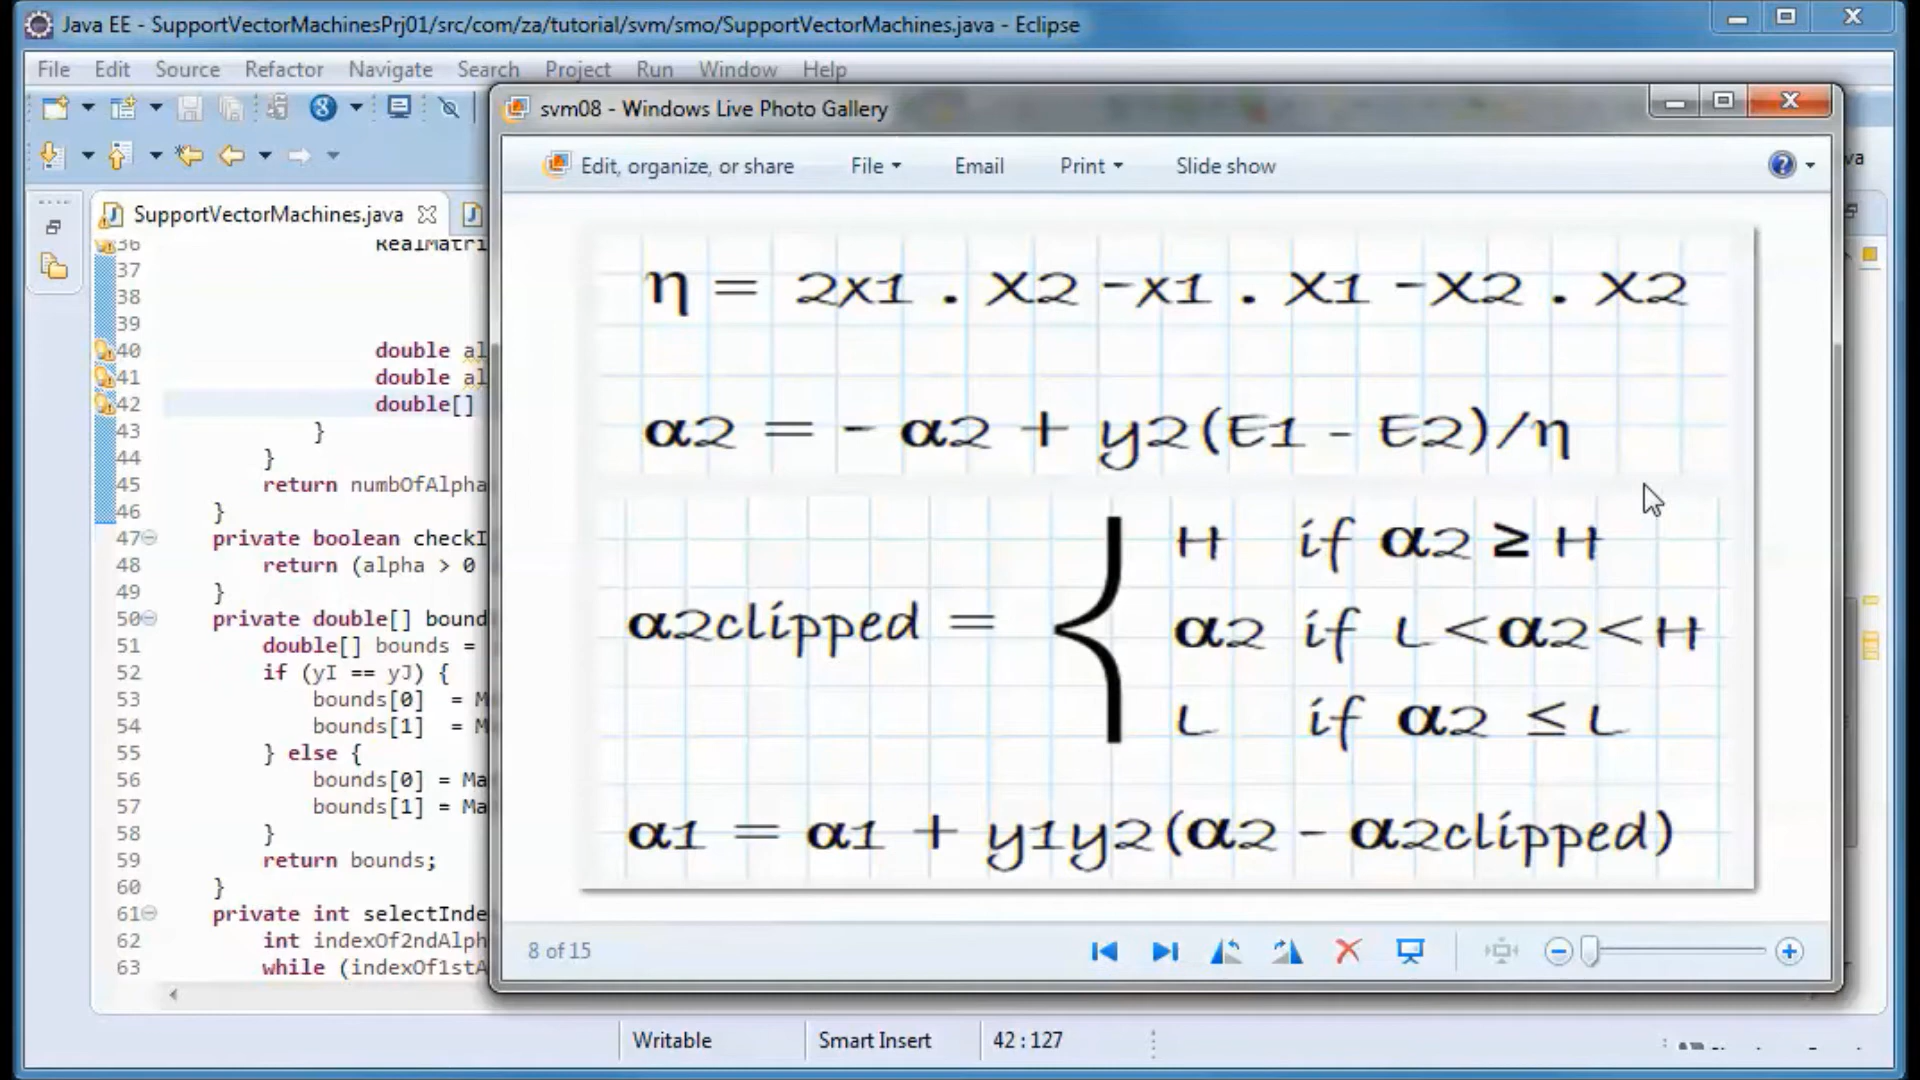 Java EE - SupportVectorMachinesPrj01/src/com/za/tutorial/svm/smo/SupportVectorMachines.java - Eclipse
File Edit Source Refactor Navigate Search Project Run Window Help
svm08 - Windows Live Photo Gallery
Edit, organize, or share File Email Print Slide show
SupportVectorMachines.java
36 RealMatri
37
38
39
40 double al
41 double al
42 double[]
43 }
44 }
45 return numbOfAlpha
46 }
47 private boolean checkI
48 return (alpha > 0
49 }
50 private double[] bound
51 double[] bounds =
52 if (yI == yJ) {
53 bounds[0] = M
54 bounds[1] = M
55 } else {
56 bounds[0] = Ma
57 bounds[1] = Ma
58 }
59 return bounds;
60 }
61 private int selectInde
62 int indexOf2ndAlph
63 while (indexOf1stA
η = 2x1 . X2 -x1 . X1 -X2 . X2
α2 = - α2 + y2(E1 - E2)/η
α2clipped = {
H if α2 ≥ H
α2 if L<α2<H
L if α2 ≤ L
α1 = α1 + y1y2(α2 - α2clipped)
8 of 15
Writable Smart Insert 42 : 127